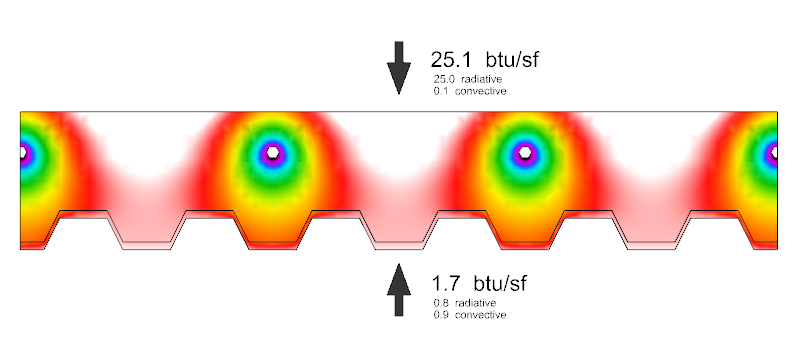 25.1 btu/sf
25.0 radiative
0.1 convective
1.7 btu/sf
0.8 radiative
0.9 convective